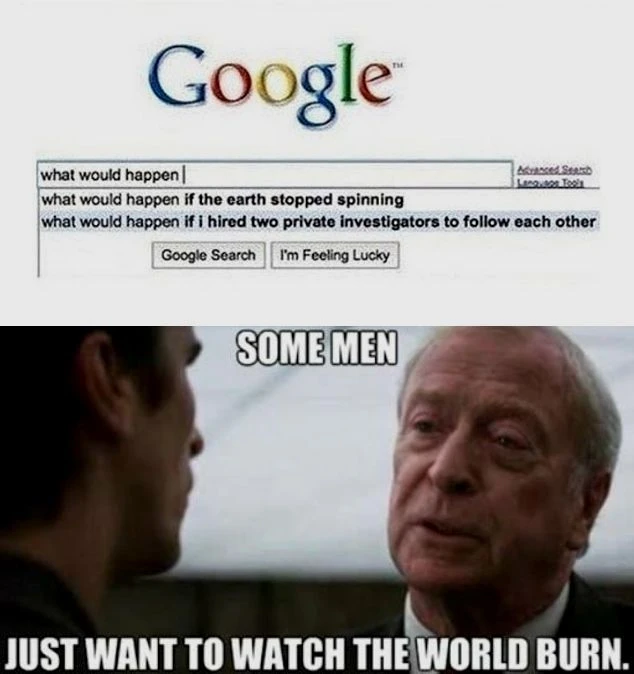 Google™
what would happen
Advanced Search
Language Tools
what would happen if the earth stopped spinning
what would happen if i hired two private investigators to follow each other
Google Search I'm Feeling Lucky
SOME MEN
JUST WANT TO WATCH THE WORLD BURN.